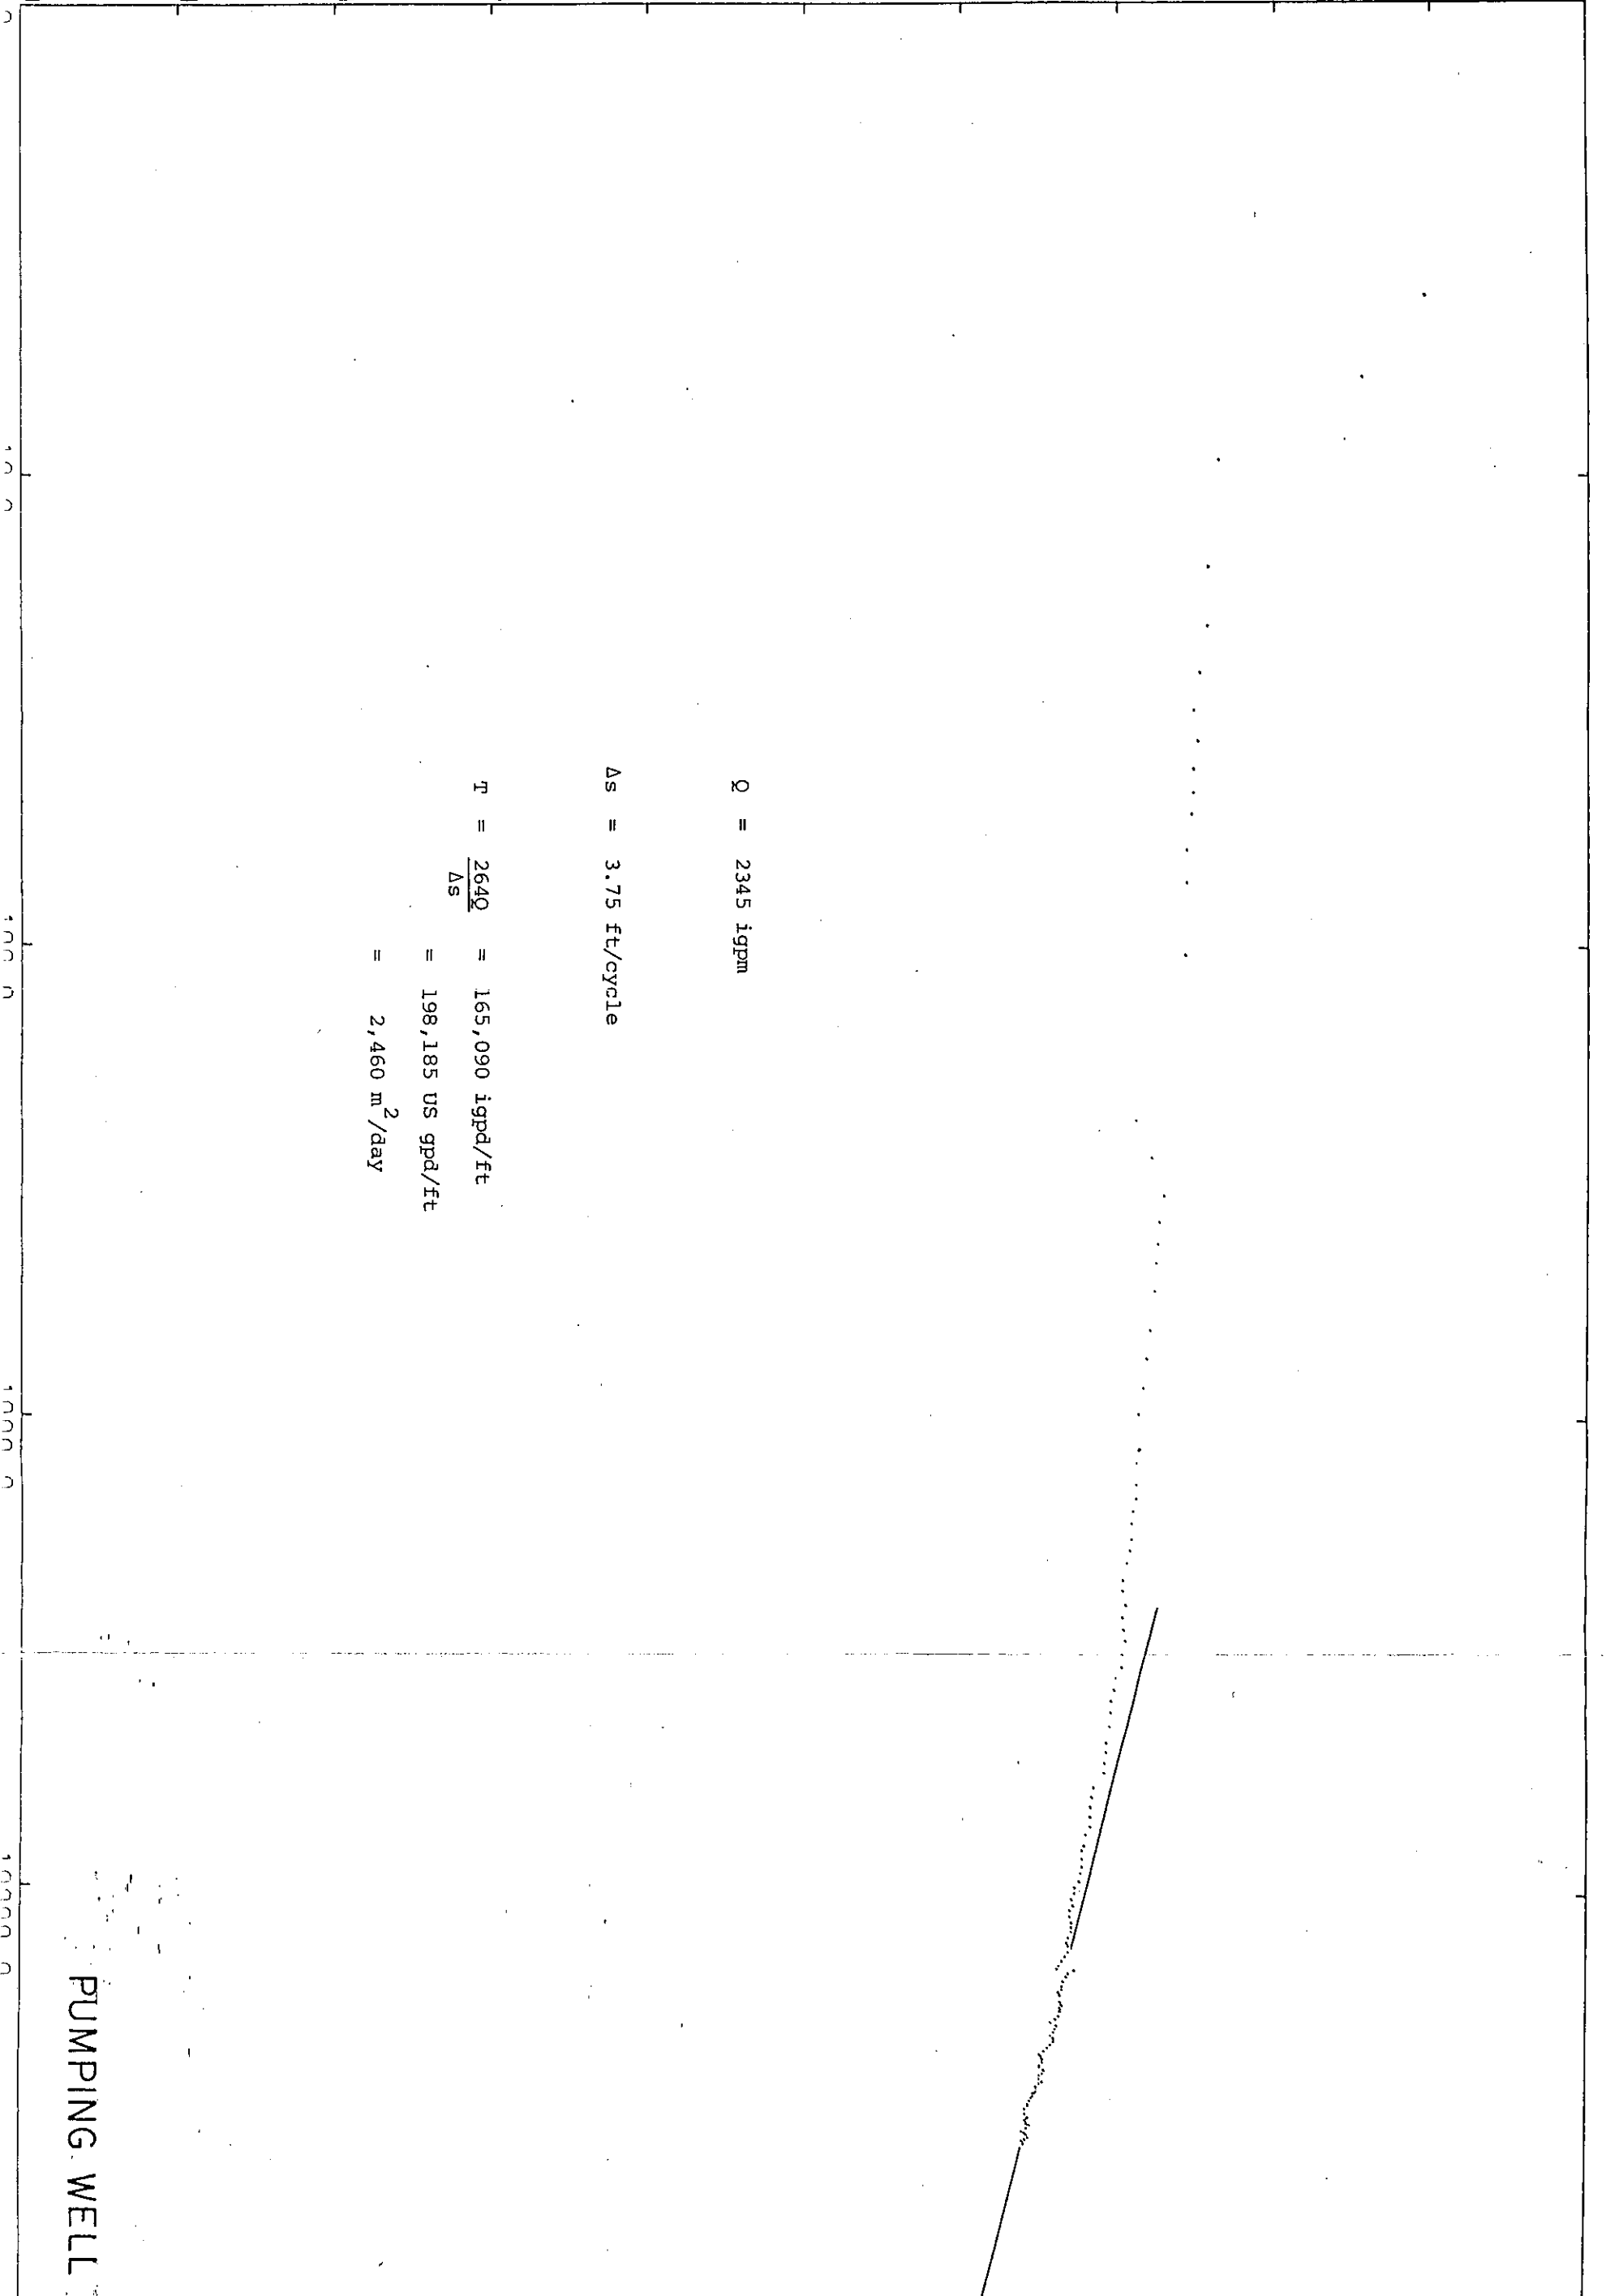 Q = 2345 igpm
Δs = 3.75 ft/cycle
T = 264Q = 165,090 igpd/ft
Δs
= 198,185 US gpd/ft
= 2,460 m²/day
PUMPING WELL